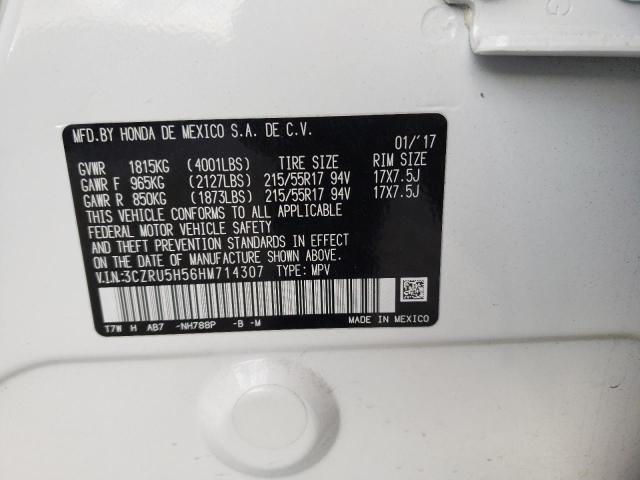 G
MFD.BY HONDA DE MEXICO S.A. DE C.V. 01/'17
GVWR 1815KG (4001LBS) TIRE SIZE RIM SIZE
GAWR F 965KG (2127LBS) 215/55R17 94V 17X7.5J
GAWR R 850KG (1873LBS) 215/55R17 94V 17X7.5J
THIS VEHICLE CONFORMS TO ALL APPLICABLE
FEDERAL MOTOR VEHICLE SAFETY
AND THEFT PREVENTION STANDARDS IN EFFECT
ON THE DATE OF MANUFACTURE SHOWN ABOVE.
V.I.N.:3CZRU5H56HM714307 TYPE: MPV
T7W H AB7 -NH788P -B -M MADE IN MEXICO